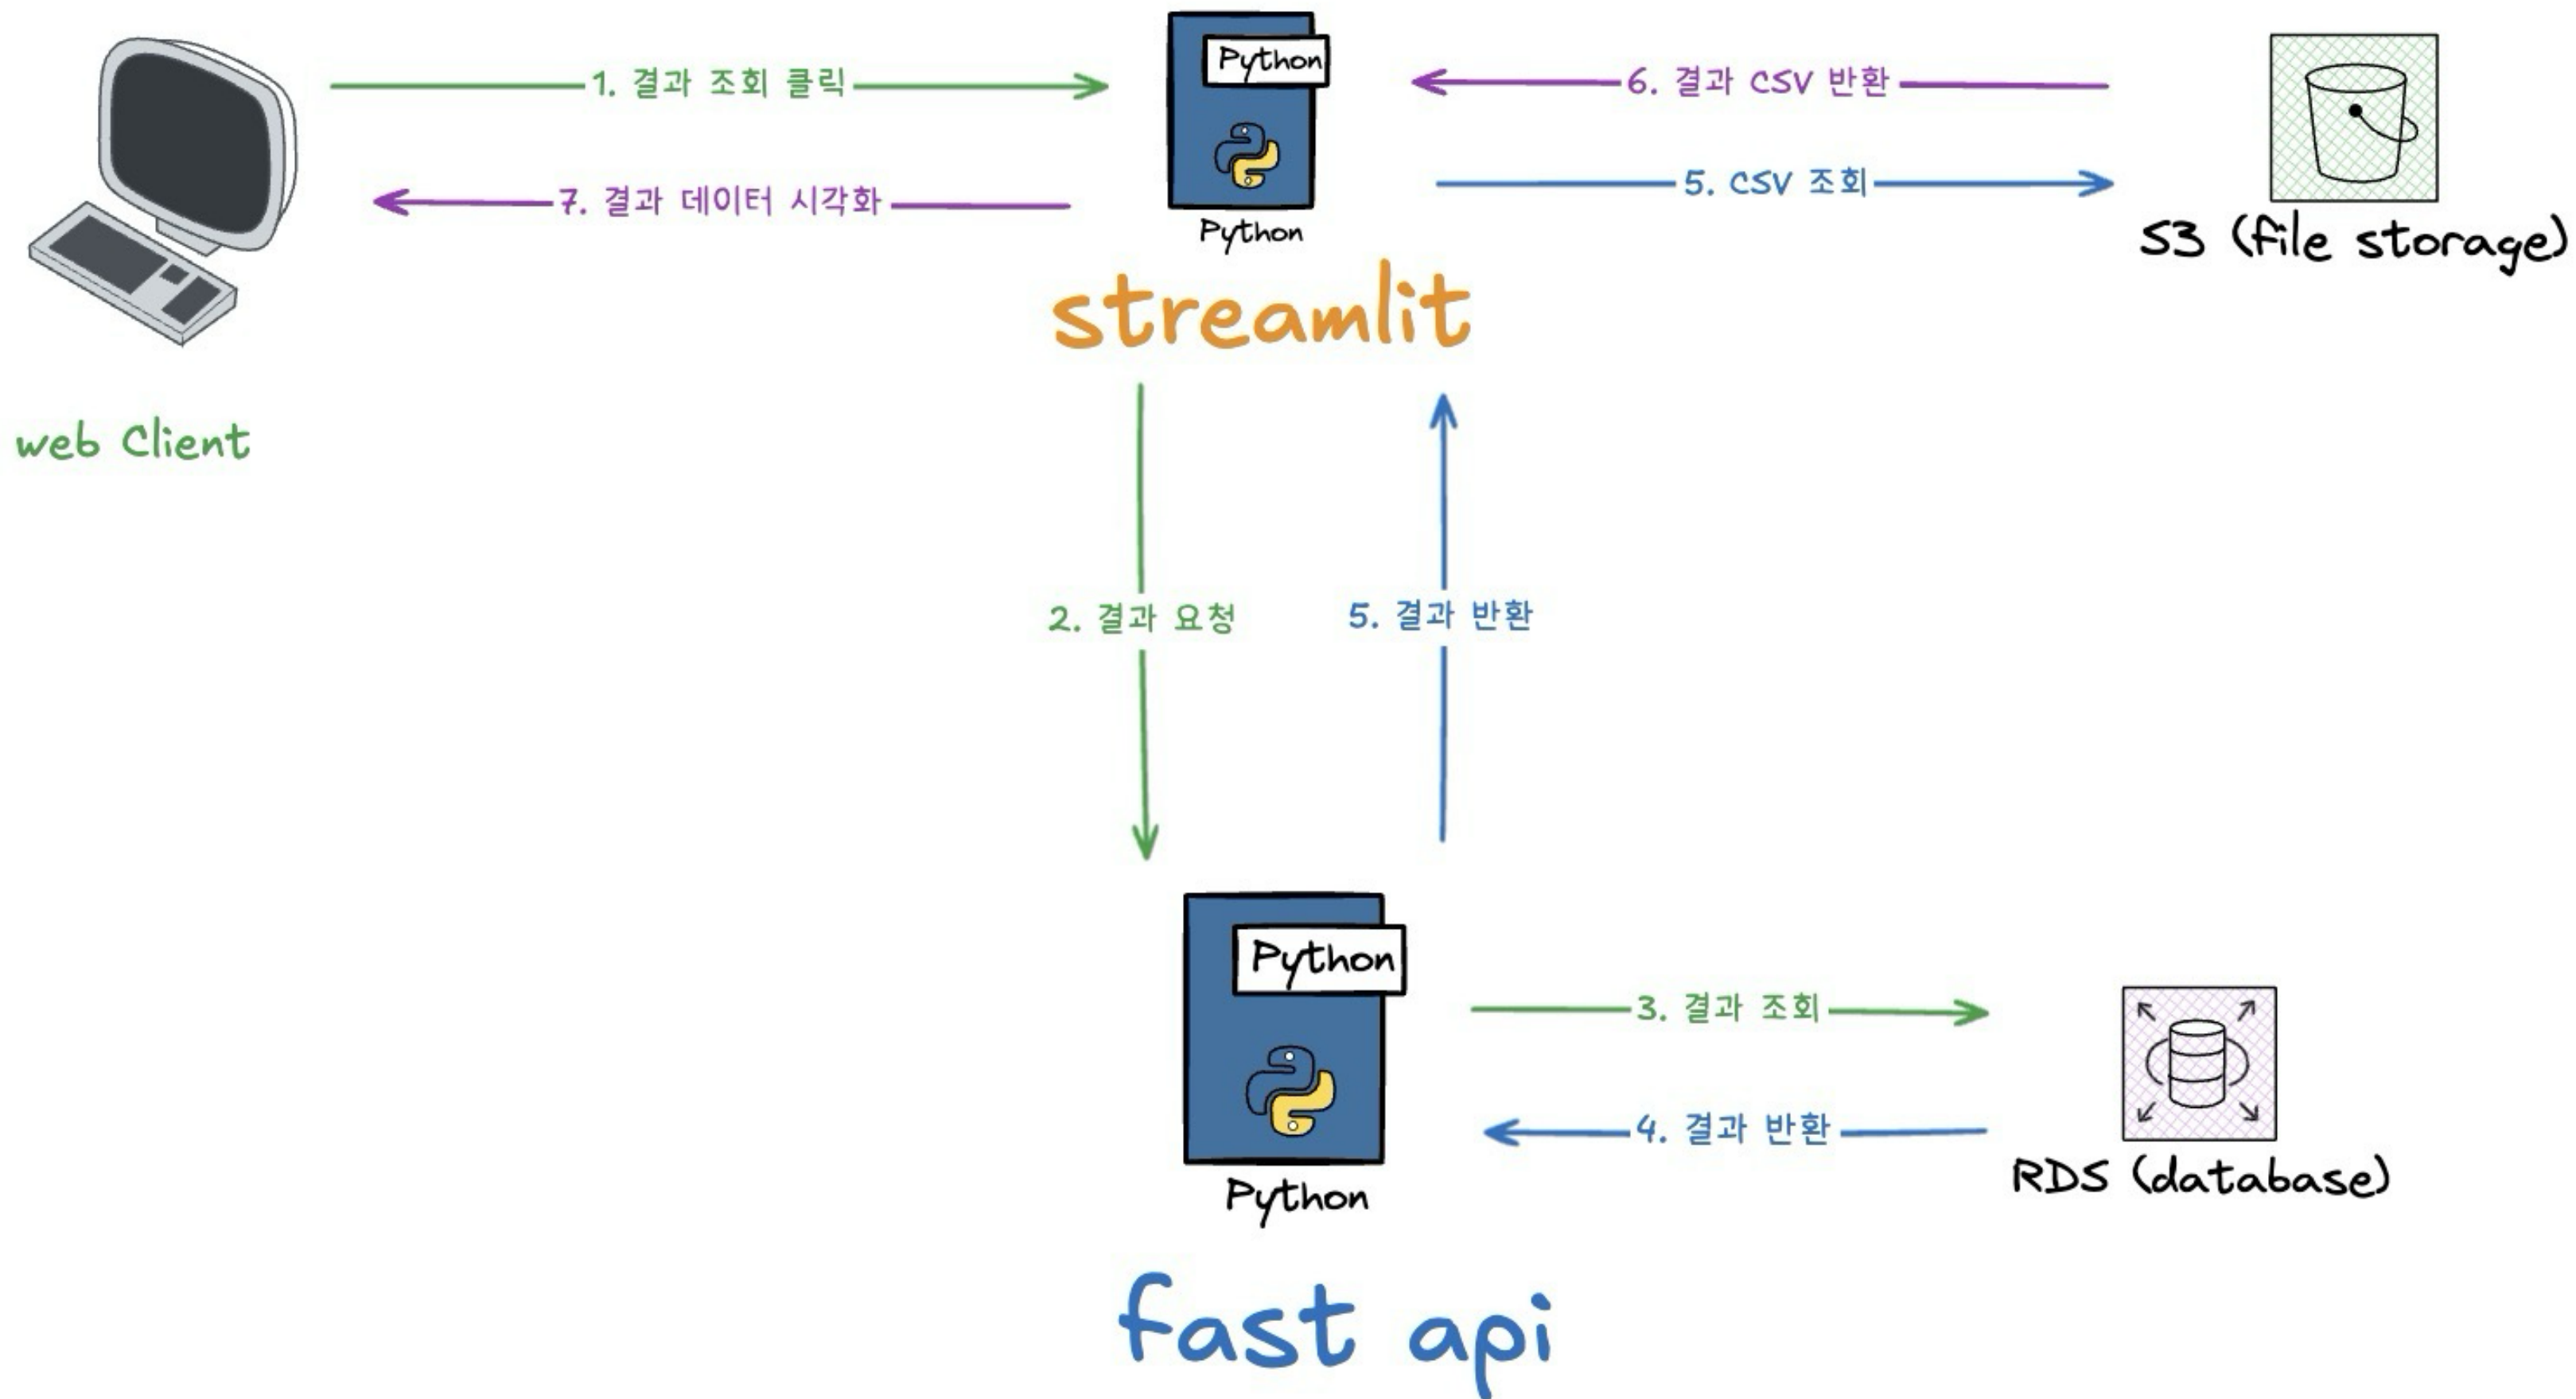 Python
1. 결과 조회 클릭
6. 결과 CSV 반환
7. 결과 데이터 시각화
5. CSV 조회
Python
S3 (file storage)
streamlit
web Client
2. 결과 요청
5. 결과 반환
Python
3. 결과 조회
4. 결과 반환
Python
RDS (database)
fast api